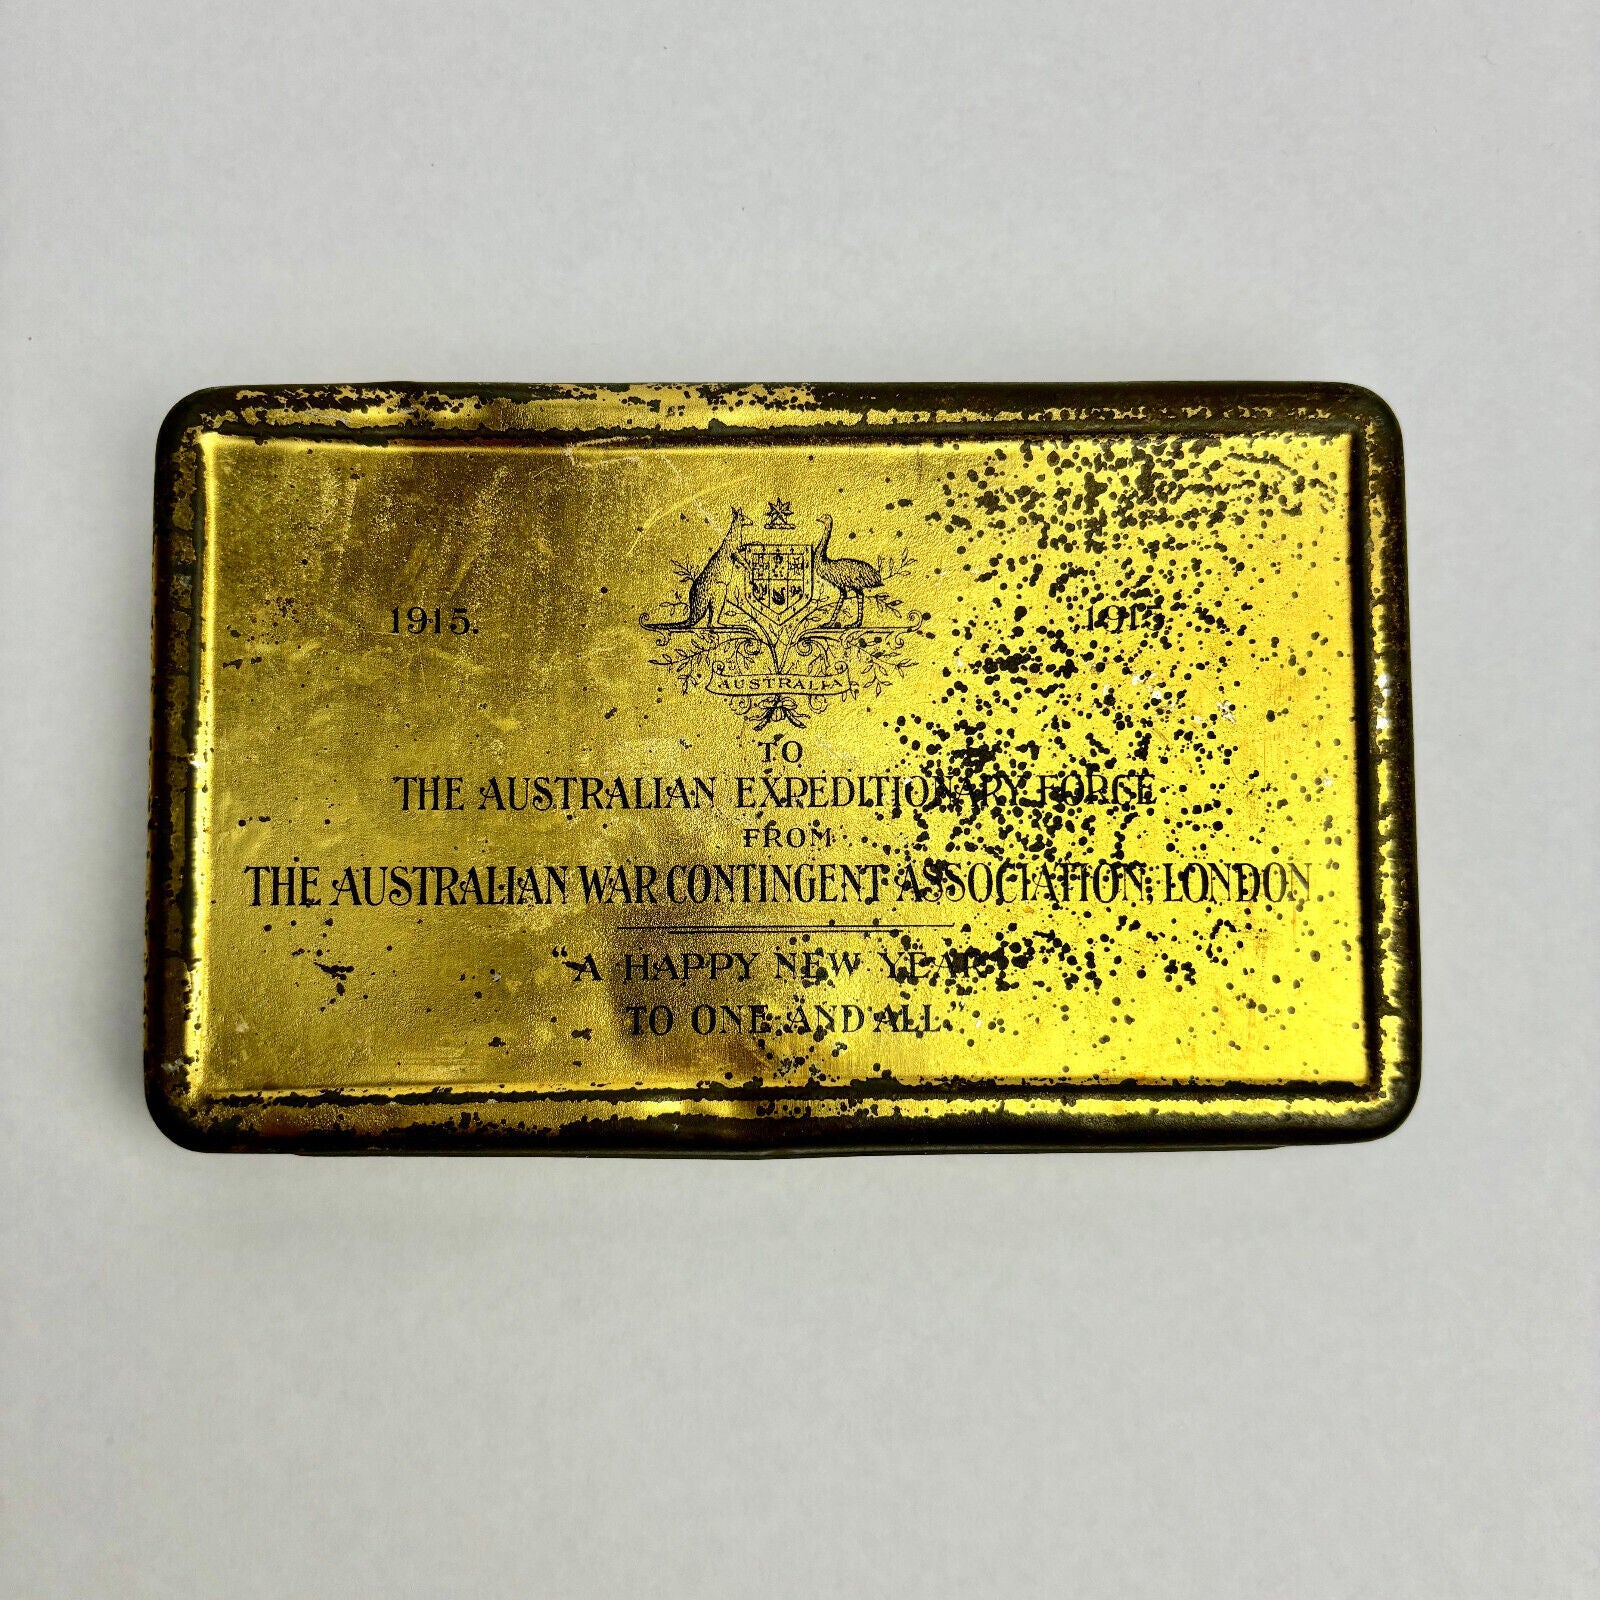 1915. 1915
AUSTRALIA
TO
THE AUSTRALIAN EXPEDITIONARY FORCE
FROM
THE AUSTRALIAN WAR CONTINGENT ASSOCIATION, LONDON
"A HAPPY NEW YEAR
TO ONE AND ALL"